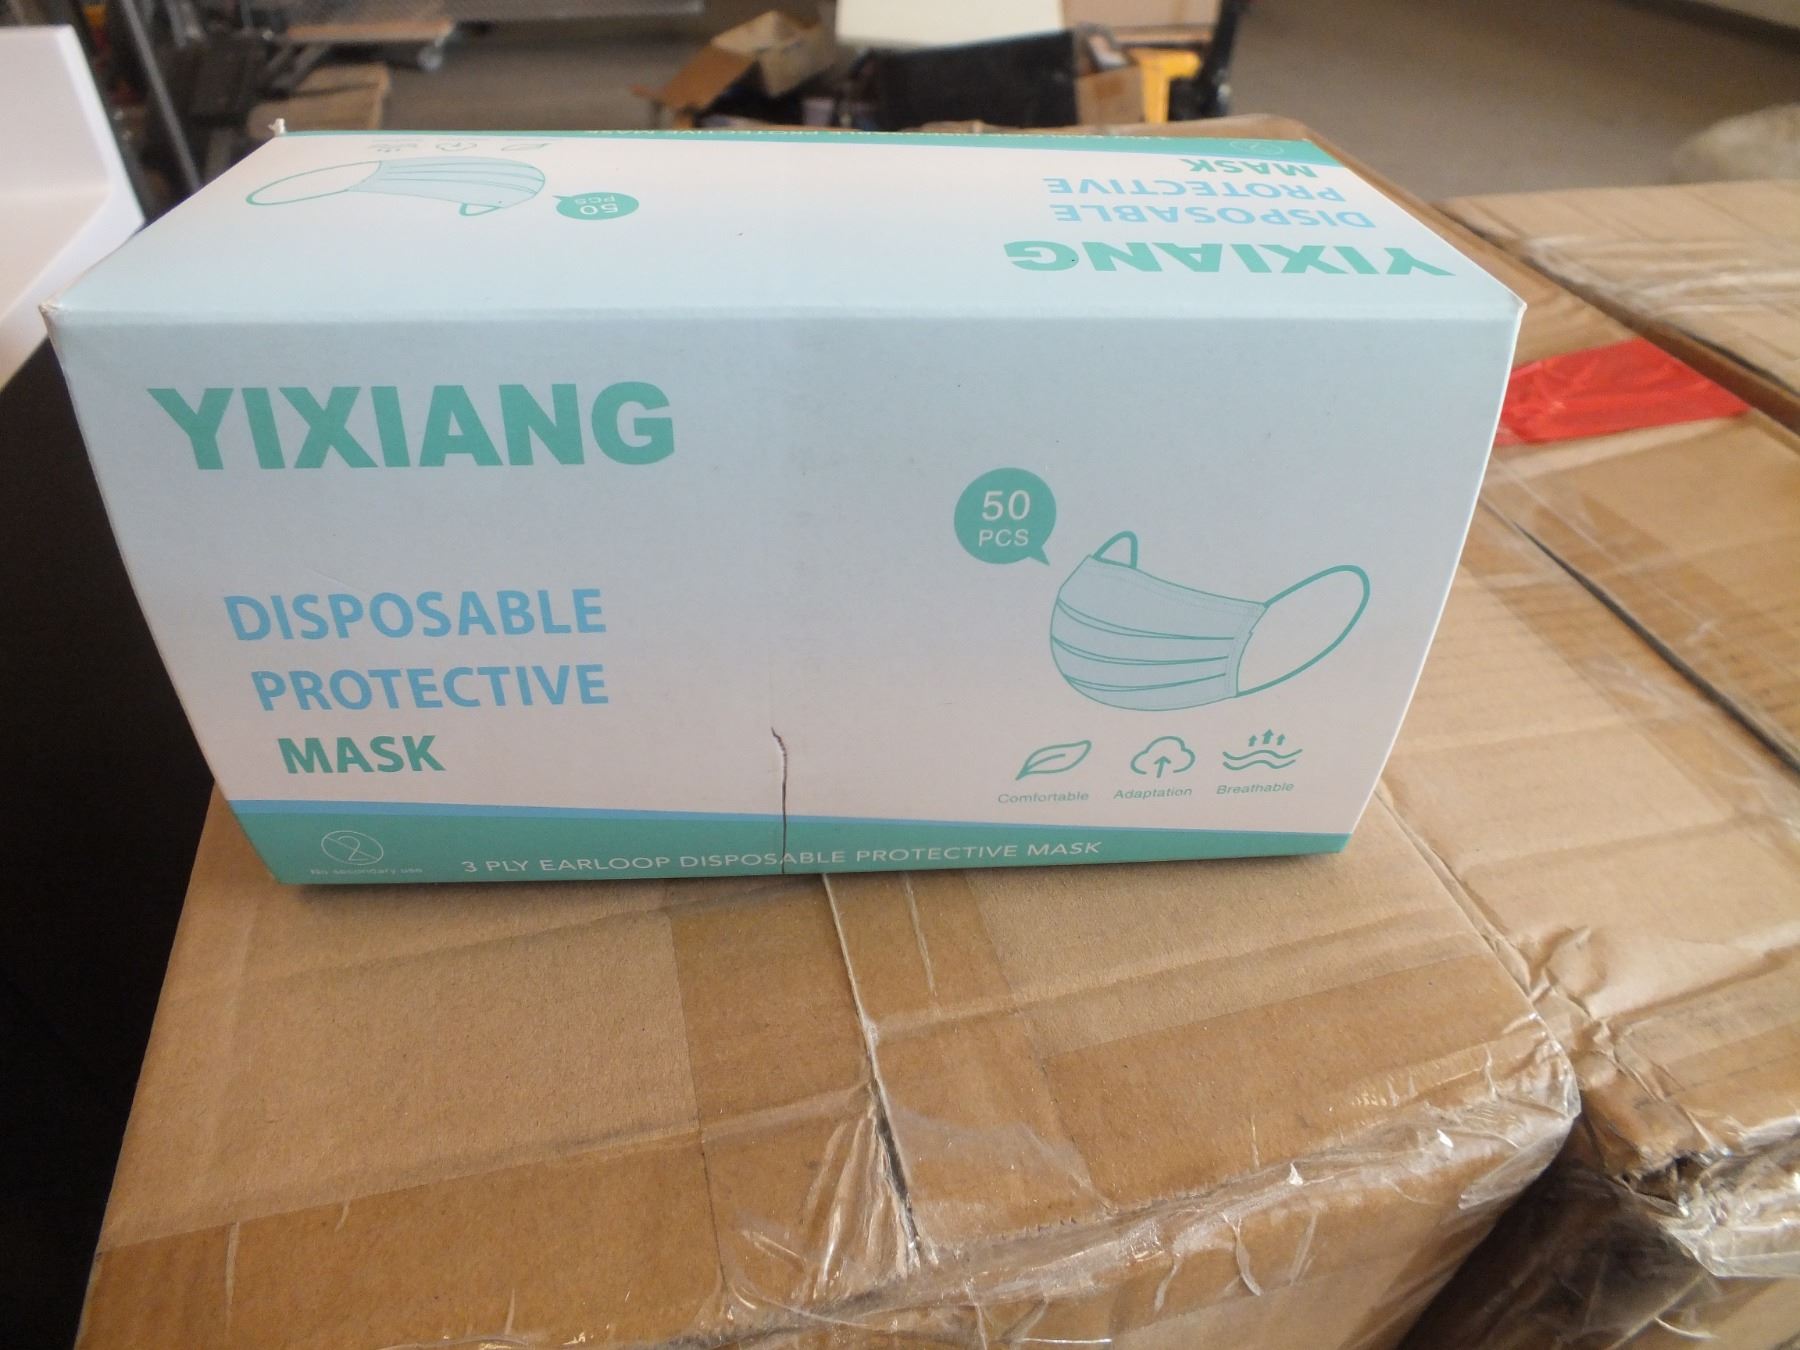 MASK
PROTECTIVE
DISPOSABLE
YIXIANG
50
PCS
YIXIANG
50
PCS
DISPOSABLE
PROTECTIVE
MASK
Comfortable Adaptation Breathable
2
No secondary use
3 PLY EARLOOP DISPOSABLE PROTECTIVE MASK